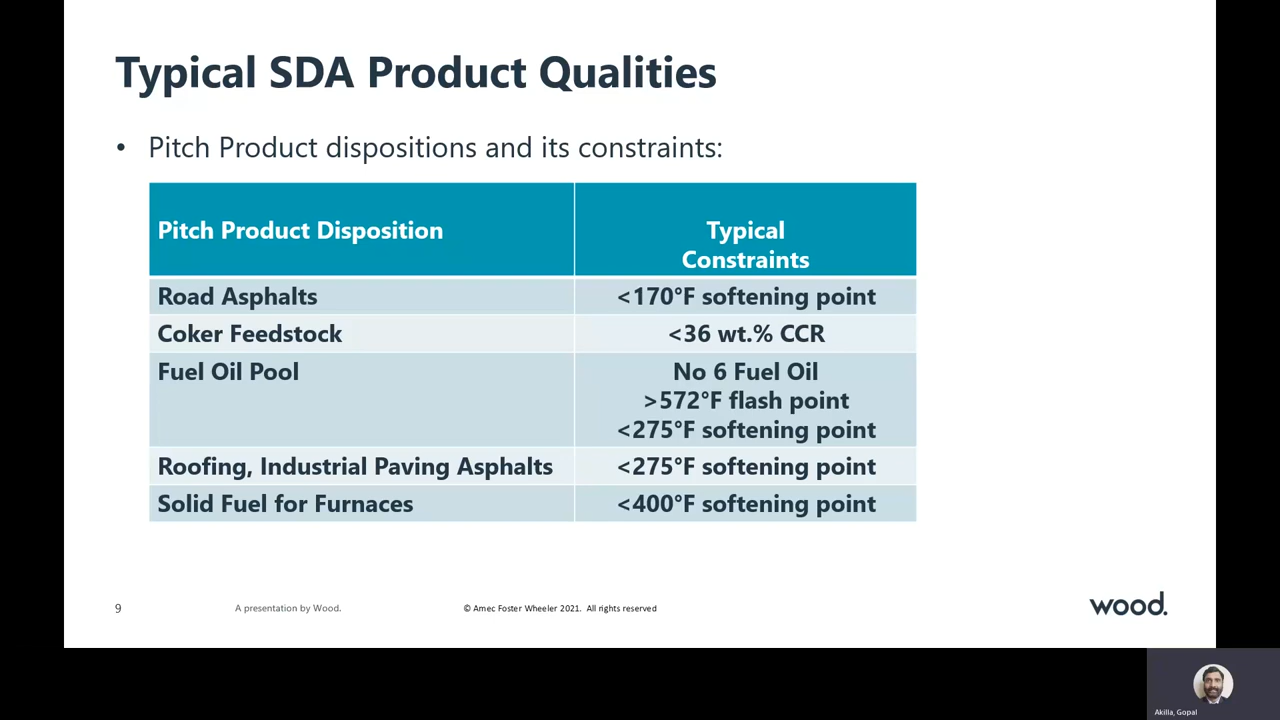 Typical SDA Product Qualities
• Pitch Product dispositions and its constraints:
Pitch Product Disposition
Typical
Constraints
Road Asphalts
<170°F softening point
Coker Feedstock
<36 wt.% CCR
Fuel Oil Pool
No 6 Fuel Oil
>572°F flash point
<275°F softening point
Roofing, Industrial Paving Asphalts
<275°F softening point
Solid Fuel for Furnaces
<400°F softening point
9
A presentation by Wood.
© Amec Foster Wheeler 2021. All rights reserved
wood.
Akilla, Gopal